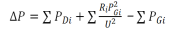 ΔP = ∑ P_{Di} + ∑ \frac{R_i P_{Gi}^2}{U^2} − ∑ P_{Gi}